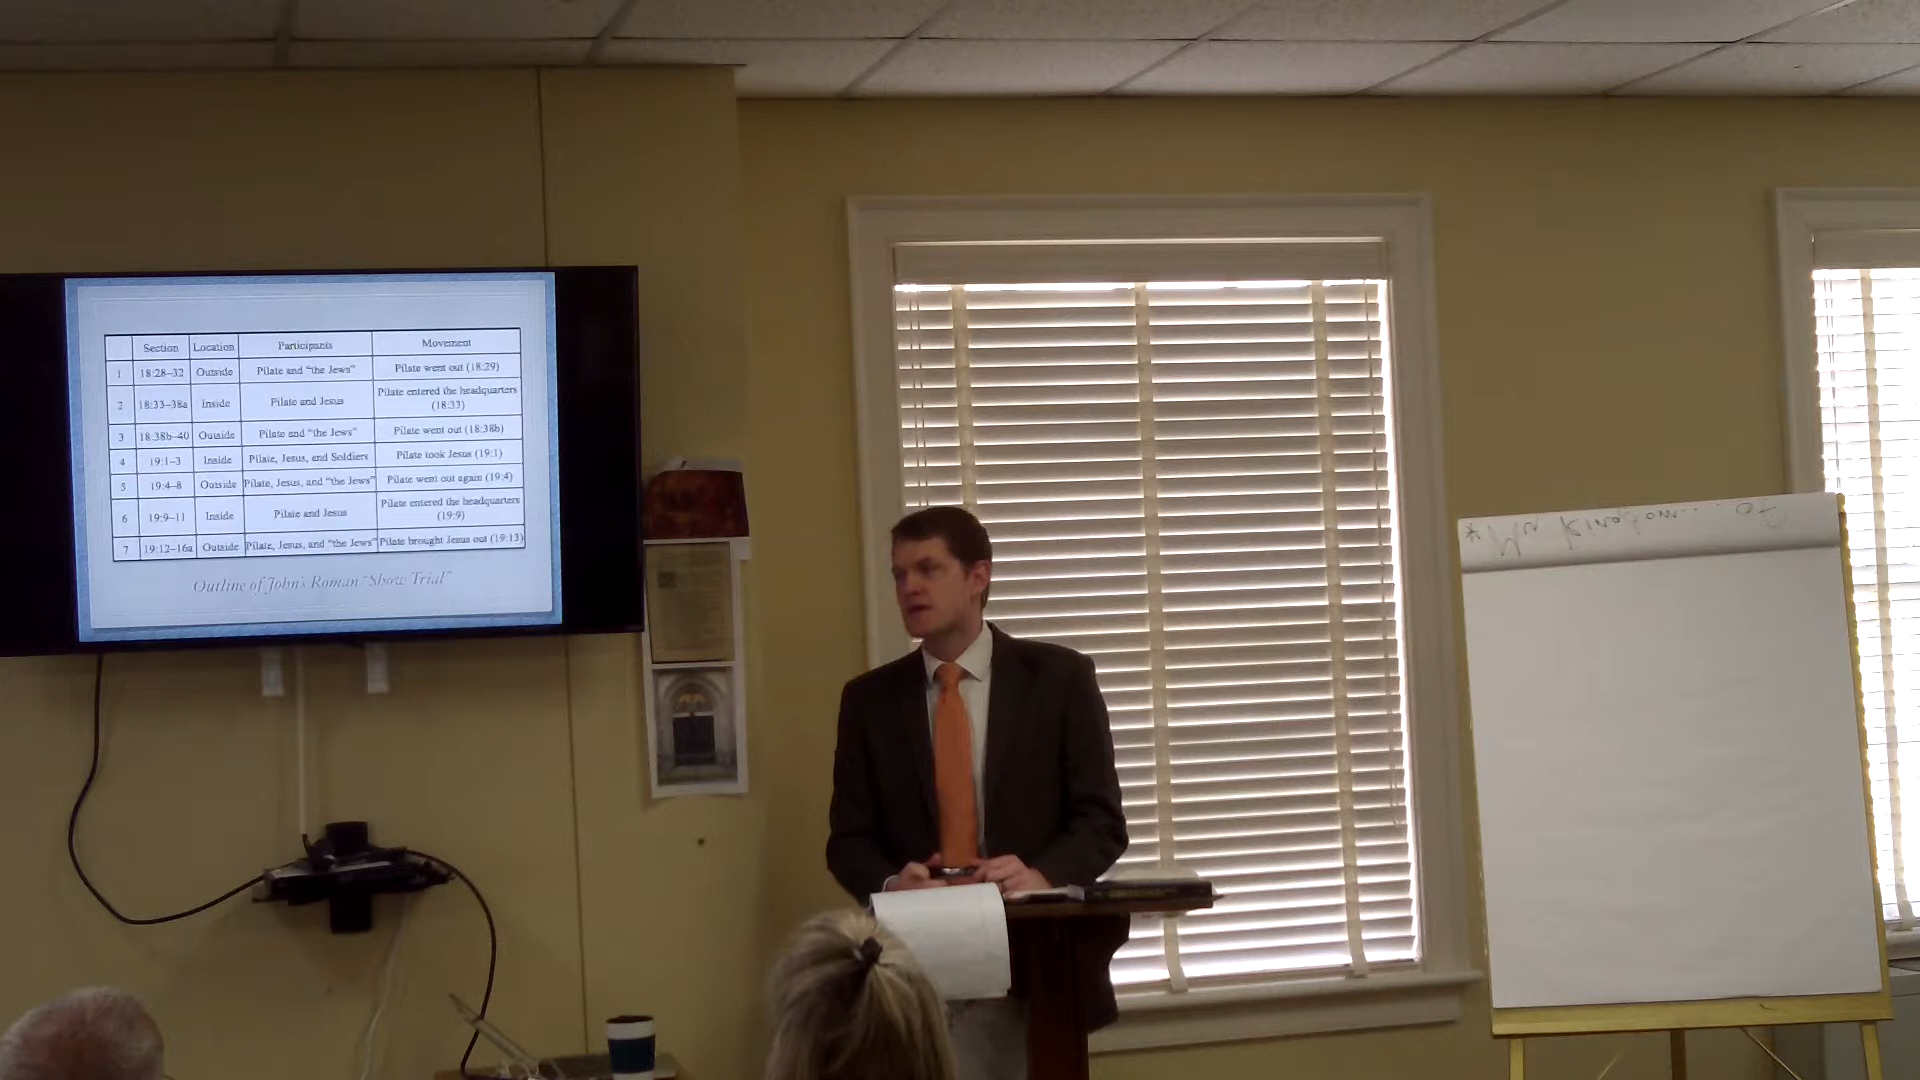 Section Location Participants Movement
1 18:28–32 Outside Pilate and "the Jews" Pilate went out (18:29)
2 18:33–38a Inside Pilate and Jesus Pilate entered the headquarters (18:33)
3 18:38b–40 Outside Pilate and "the Jews" Pilate went out (18:38b)
4 19:1–3 Inside Pilate, Jesus, and Soldiers Pilate took Jesus (19:1)
5 19:4–8 Outside Pilate, Jesus, and "the Jews" Pilate went out again (19:4)
6 19:9–11 Inside Pilate and Jesus Pilate entered the headquarters (19:9)
7 19:12–16a Outside Pilate, Jesus, and "the Jews" Pilate brought Jesus out (19:13)
Outline of John's Roman "Show Trial"
* My Kingdom... of